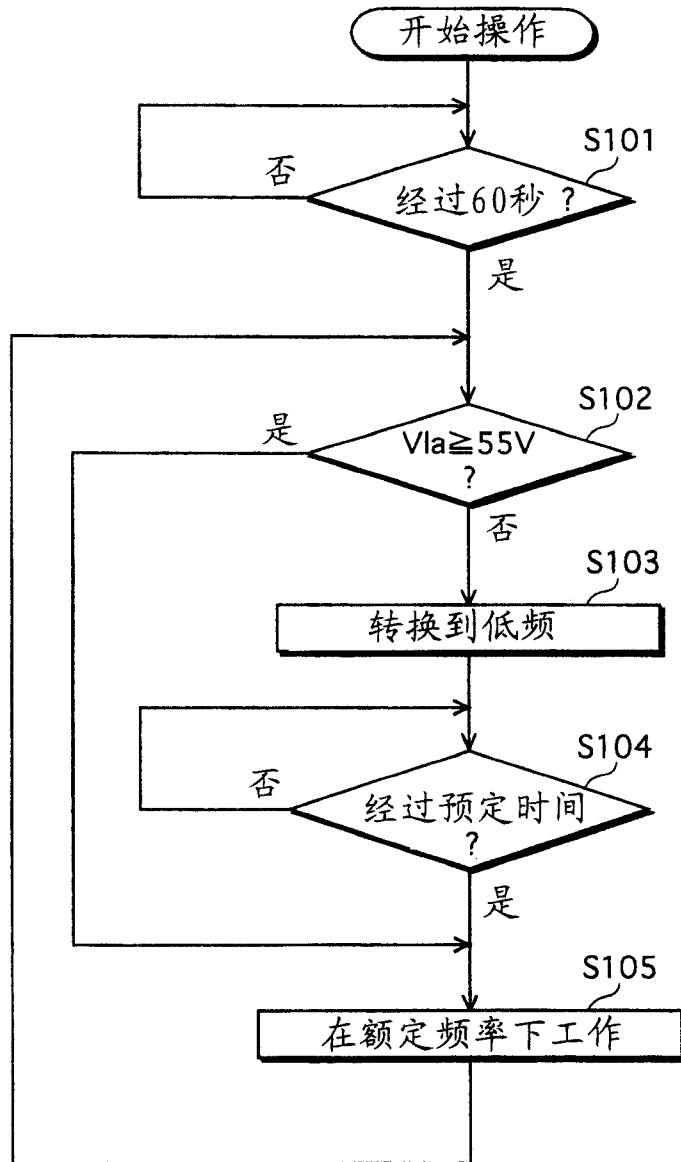 开始操作
S101
否
经过60秒？
是
S102
是
Vla≧55V
?
否
S103
转换到低频
S104
否
经过预定时间
?
是
S105
在额定频率下工作